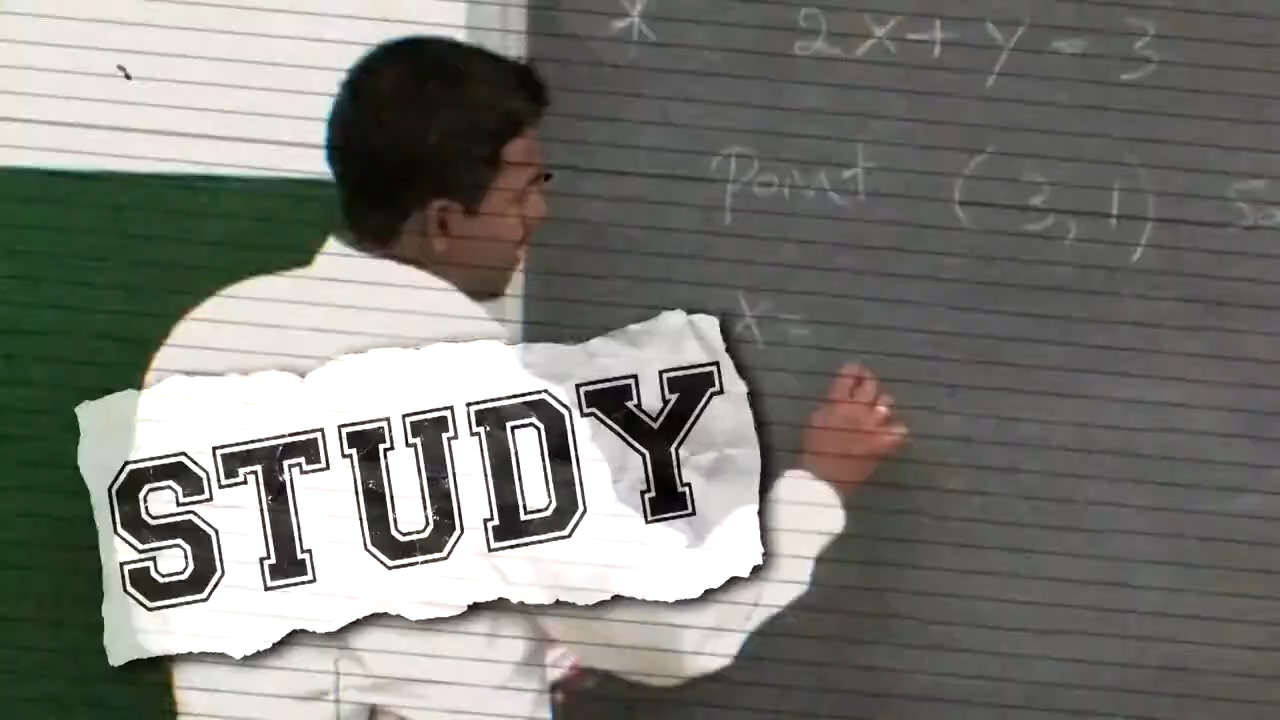 * 2x + y = 3
Point (3, 1)
x =
STUDY